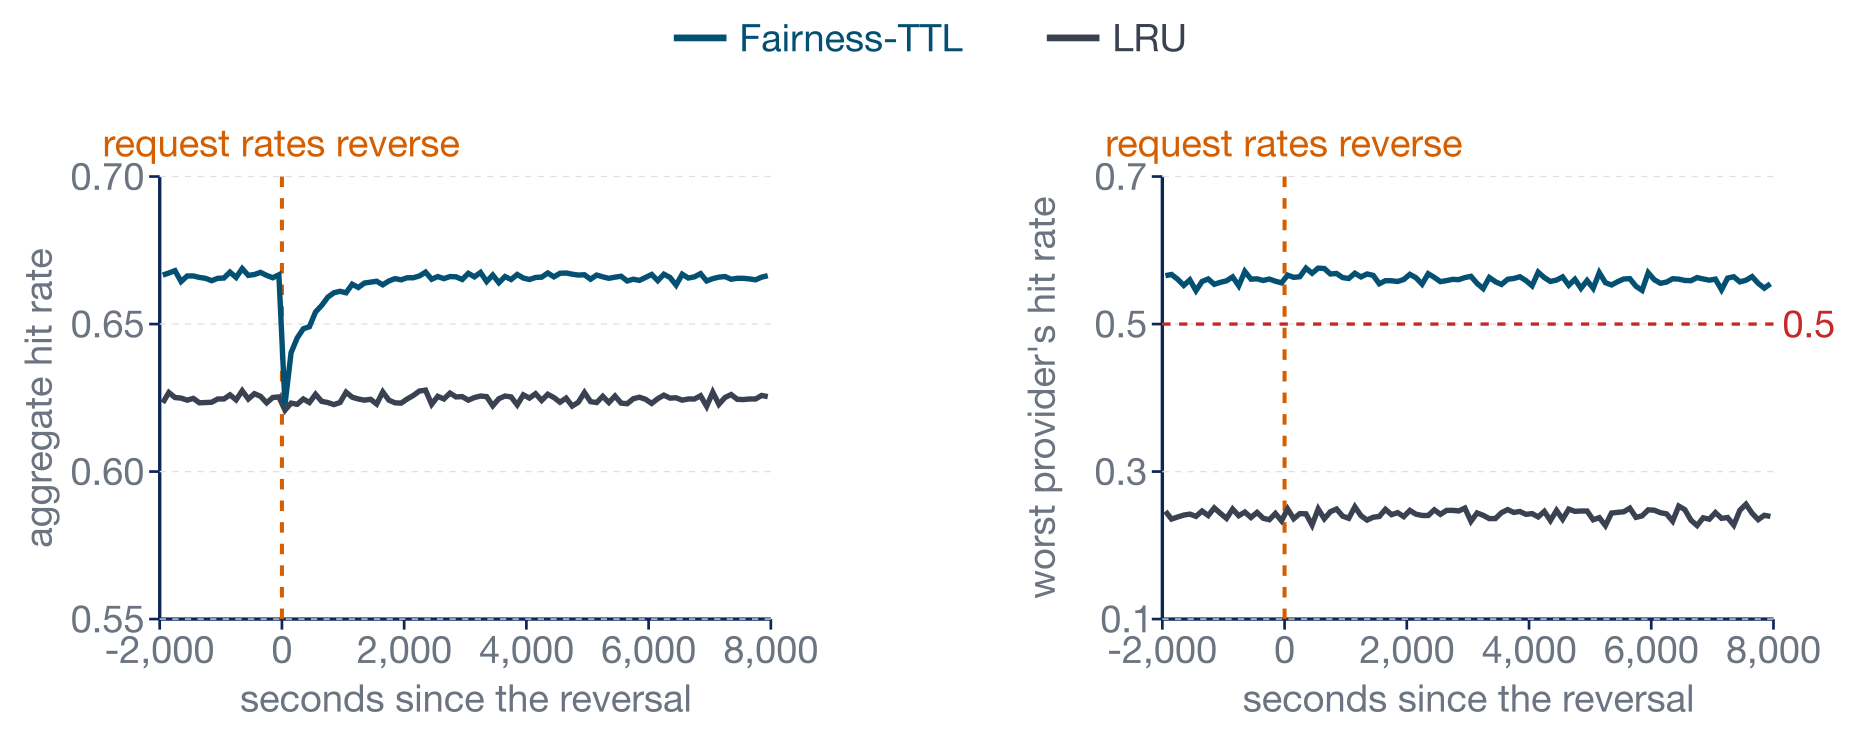 Fairness-TTL
LRU
request rates reverse
0.70
0.65
0.60
0.55
aggregate hit rate
-2,000
0
2,000
4,000
6,000
8,000
seconds since the reversal
request rates reverse
0.7
0.5
0.3
0.1
worst provider's hit rate
0.5
-2,000
0
2,000
4,000
6,000
8,000
seconds since the reversal